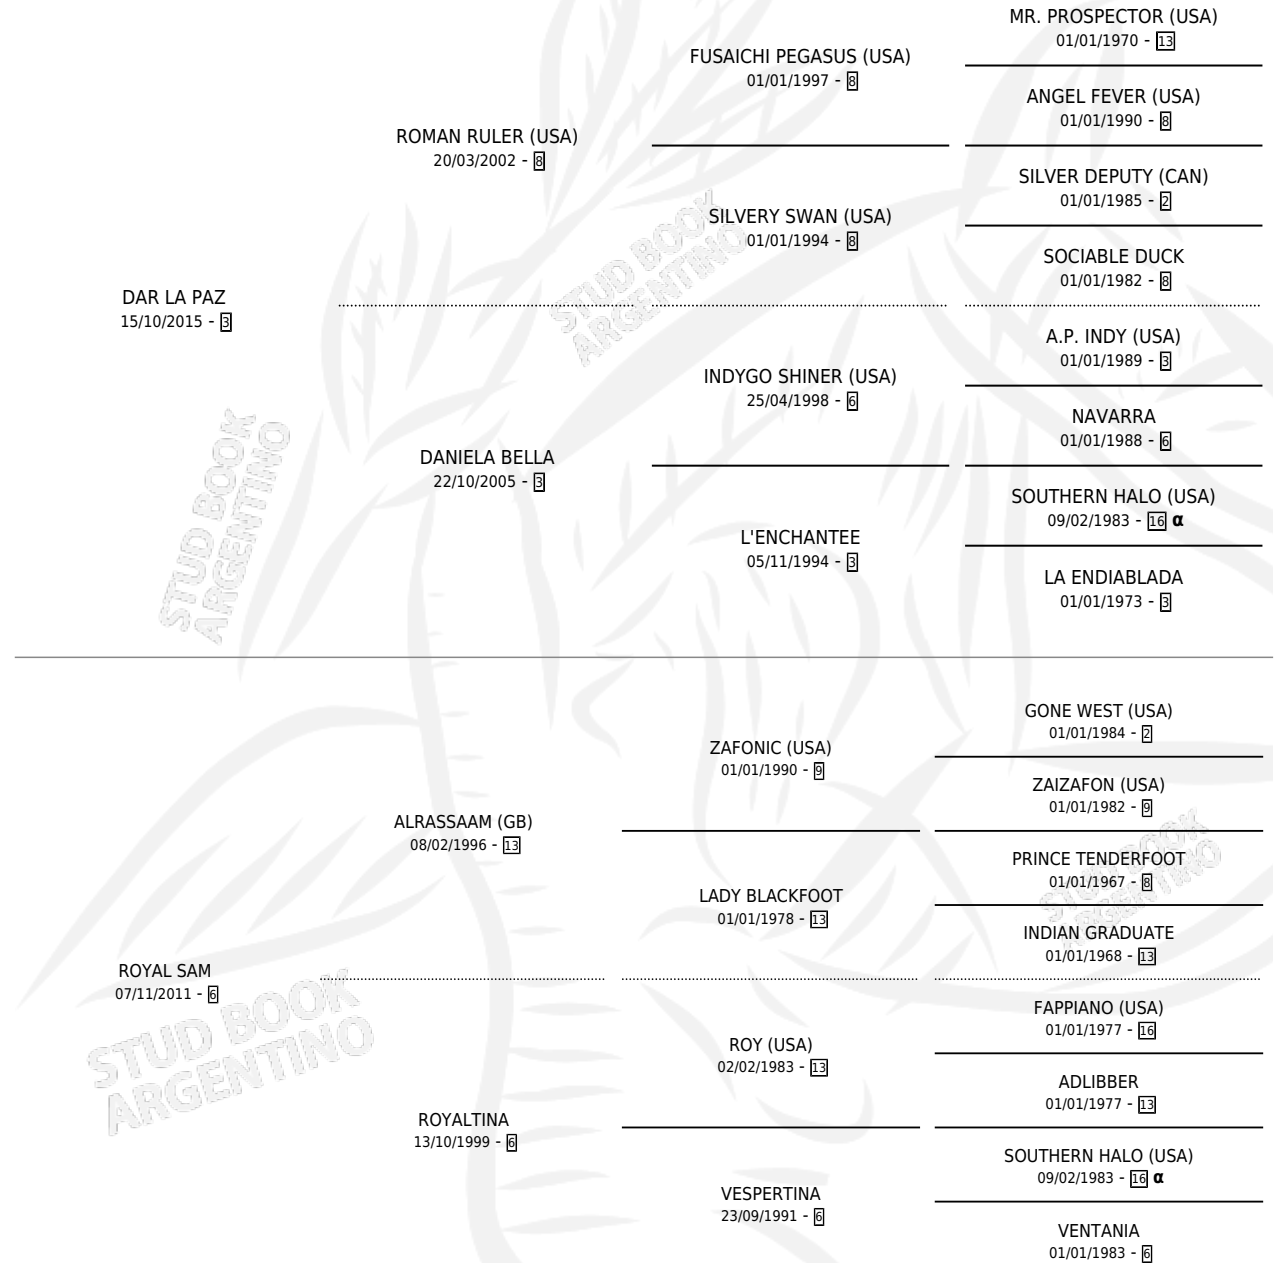 MR. PROSPECTOR (USA)
01/01/1970 - 13
FUSAICHI PEGASUS (USA)
01/01/1997 - 8
ANGEL FEVER (USA)
01/01/1990 - 8
ROMAN RULER (USA)
20/03/2002 - 8
SILVER DEPUTY (CAN)
01/01/1985 - 2
SILVERY SWAN (USA)
01/01/1994 - 8
SOCIABLE DUCK
01/01/1982 - 8
STUD BOOK
ARGENTINO
DAR LA PAZ
15/10/2015 - 3
A.P. INDY (USA)
01/01/1989 - 3
INDYGO SHINER (USA)
25/04/1998 - 6
NAVARRA
01/01/1988 - 6
DANIELA BELLA
22/10/2005 - 3
SOUTHERN HALO (USA)
09/02/1983 - 16 α
L'ENCHANTEE
05/11/1994 - 3
LA ENDIABLADA
01/01/1973 - 3
STUD BOOK
ARGENTINO
GONE WEST (USA)
01/01/1984 - 2
ZAFONIC (USA)
01/01/1990 - 9
ZAIZAFON (USA)
01/01/1982 - 9
ALRASSAAM (GB)
08/02/1996 - 13
PRINCE TENDERFOOT
01/01/1967 - 8
LADY BLACKFOOT
01/01/1978 - 13
INDIAN GRADUATE
01/01/1968 - 13
STUD BOOK
ARGENTINO
ROYAL SAM
07/11/2011 - 6
FAPPIANO (USA)
01/01/1977 - 16
ROY (USA)
02/02/1983 - 13
ADLIBBER
01/01/1977 - 13
ROYALTINA
13/10/1999 - 6
SOUTHERN HALO (USA)
09/02/1983 - 16 α
VESPERTINA
23/09/1991 - 6
VENTANIA
01/01/1983 - 6
STUD BOOK
ARGENTINO